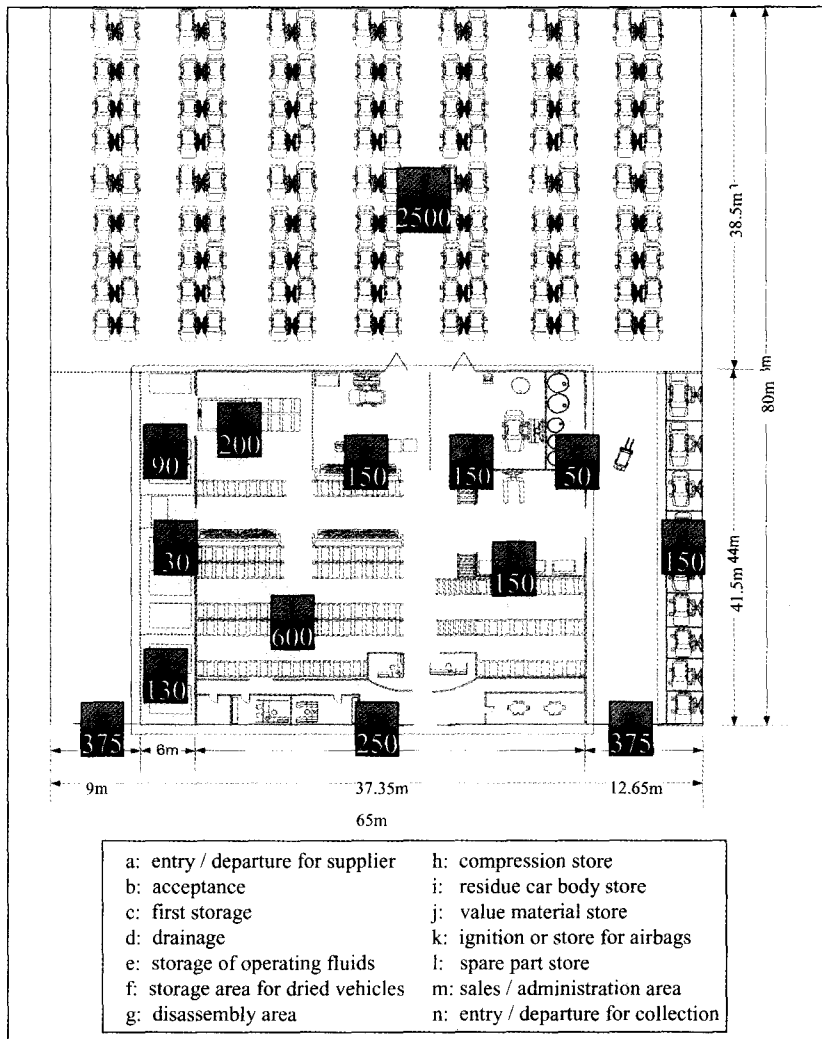 2500
38.5m
80m
200
90
150
150
50
30
150
150
41.5m
44m
600
130
375
250
375
6m
9m
37.35m
12.65m
65m
a: entry / departure for supplier
b: acceptance
c: first storage
d: drainage
e: storage of operating fluids
f: storage area for dried vehicles
g: disassembly area
h: compression store
i: residue car body store
j: value material store
k: ignition or store for airbags
l: spare part store
m: sales / administration area
n: entry / departure for collection